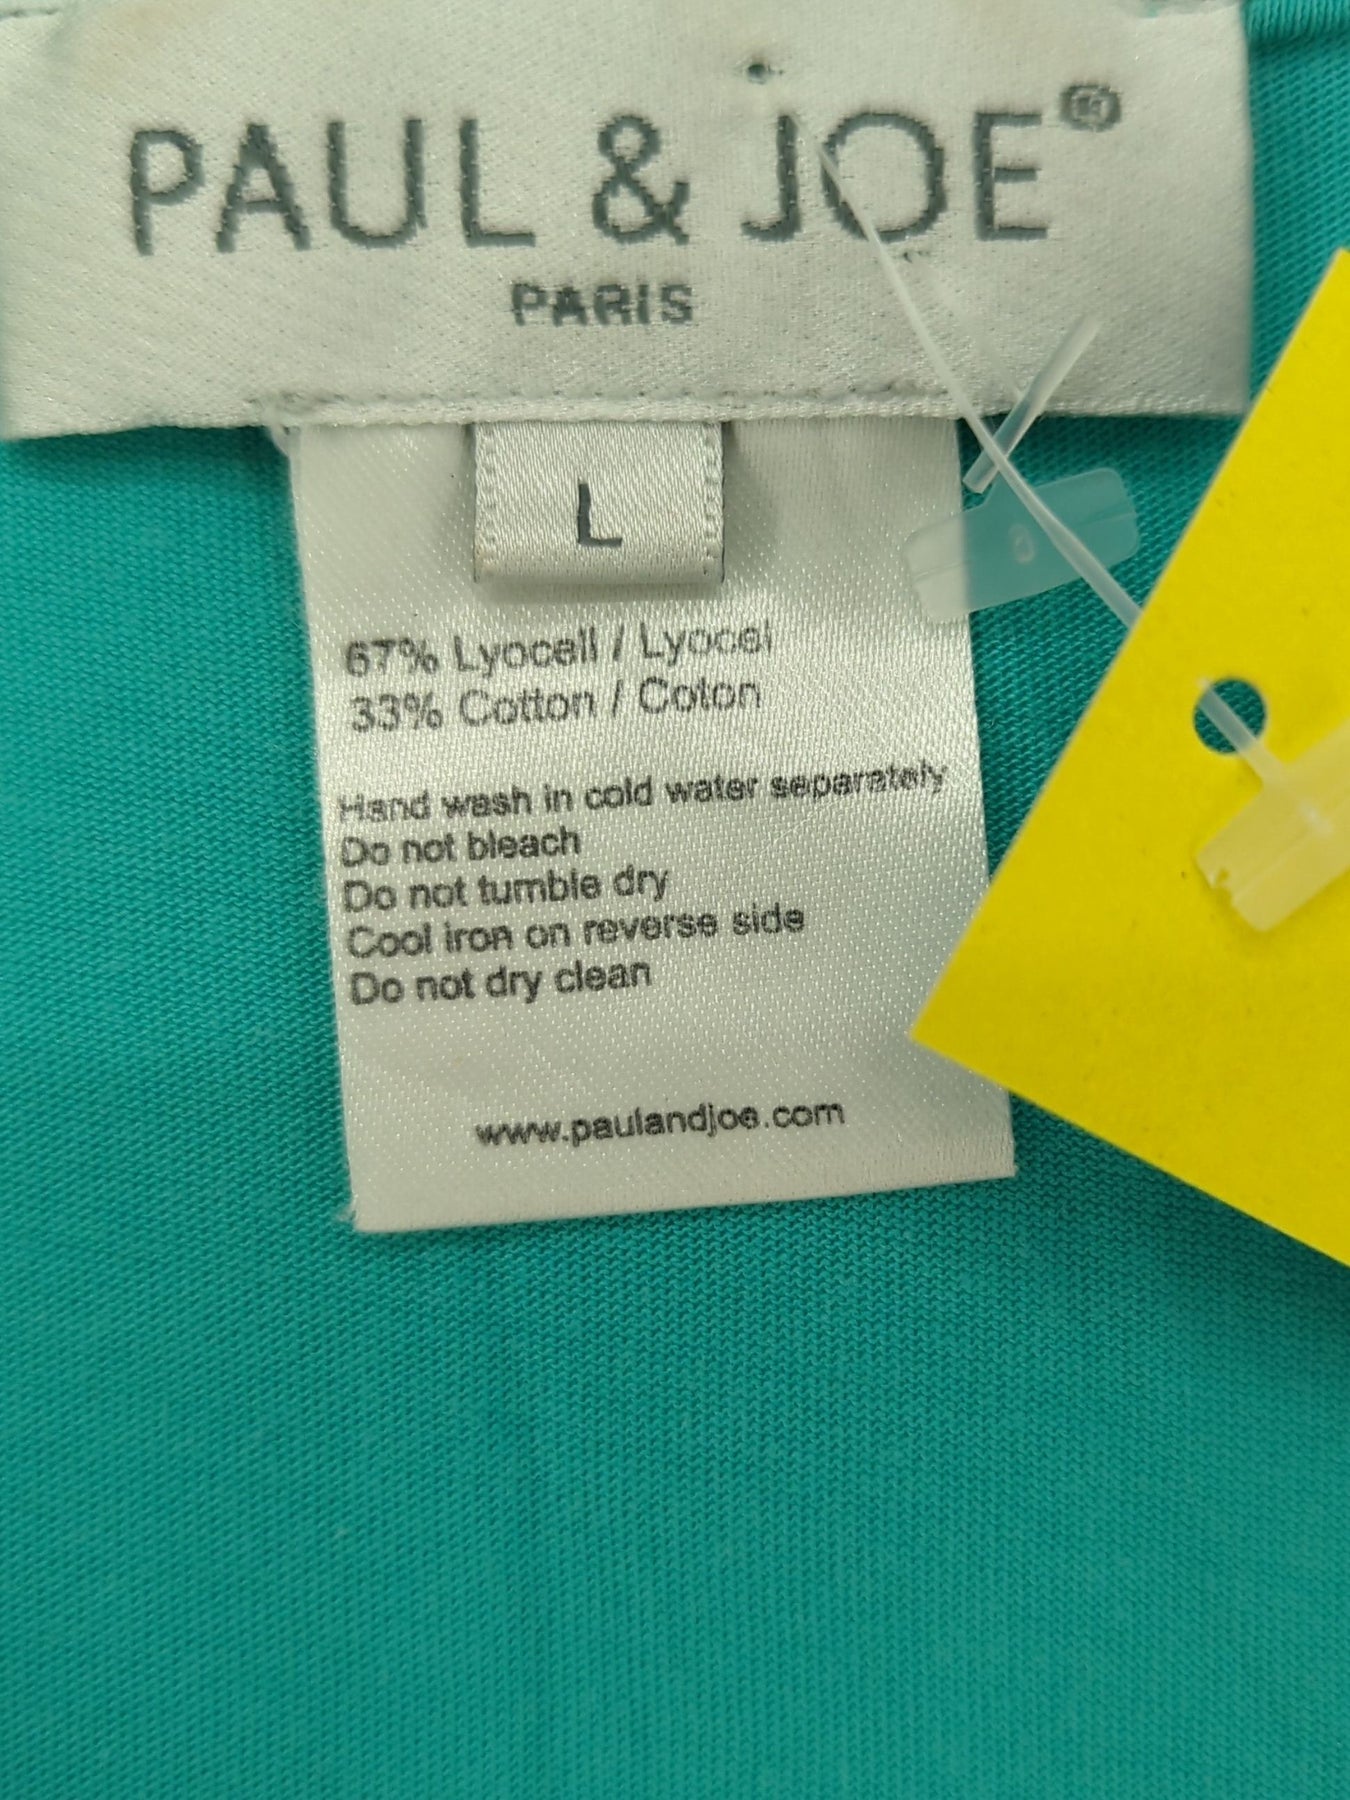 PAUL & JOE®
PARIS
L
67% Lyocell / Lyocel
33% Cotton / Coton
Hand wash in cold water separately
Do not bleach
Do not tumble dry
Cool iron on reverse side
Do not dry clean
www.paulandjoe.com